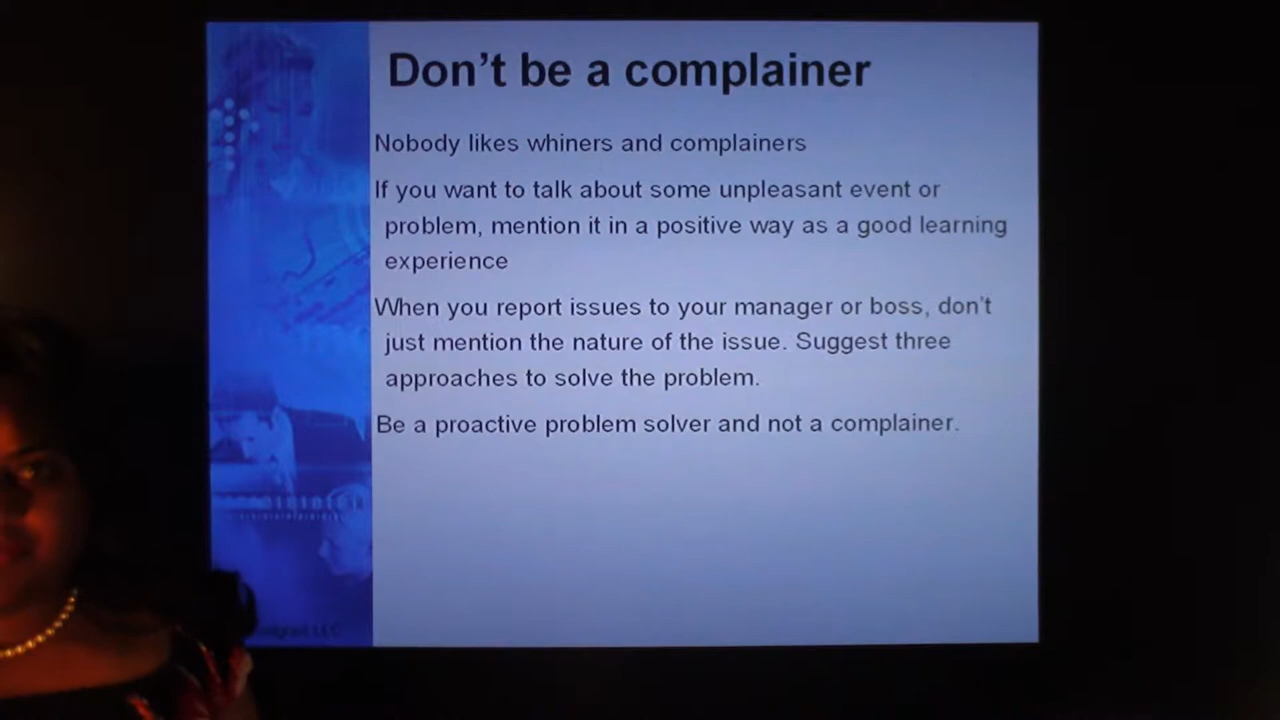 Don't be a complainer
Nobody likes whiners and complainers
If you want to talk about some unpleasant event or
problem, mention it in a positive way as a good learning
experience
When you report issues to your manager or boss, don't
just mention the nature of the issue. Suggest three
approaches to solve the problem.
Be a proactive problem solver and not a complainer.